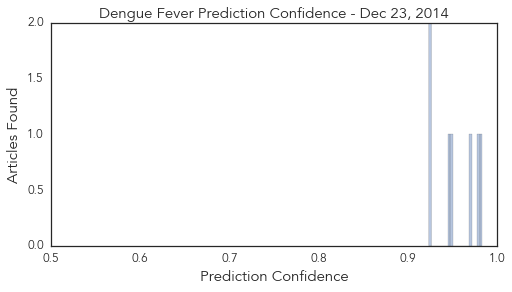 Dengue Fever Prediction Confidence - Dec 23, 2014
2.0
1.5
1.0
0.5
0.0
Articles Found
0.5 0.6 0.7 0.8 0.9 1.0
Prediction Confidence